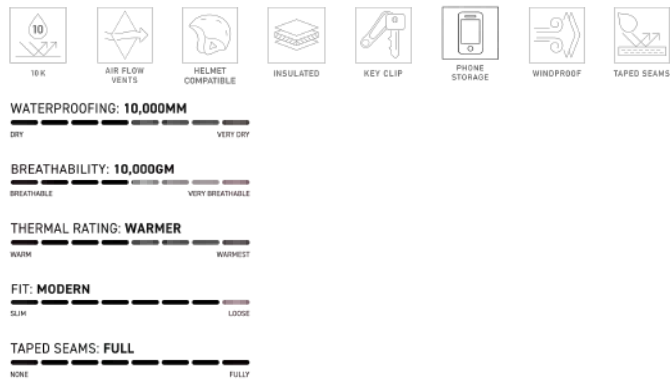 10
10 K
AIR FLOW
VENTS
HELMET
COMPATIBLE
INSULATED
KEY CLIP
PHONE
STORAGE
WINDPROOF
TAPED SEAMS
WATERPROOFING: 10,000MM
DRY VERY DRY
BREATHABILITY: 10,000GM
BREATHABLE VERY BREATHABLE
THERMAL RATING: WARMER
WARM WARMEST
FIT: MODERN
SLIM LOOSE
TAPED SEAMS: FULL
NONE FULLY